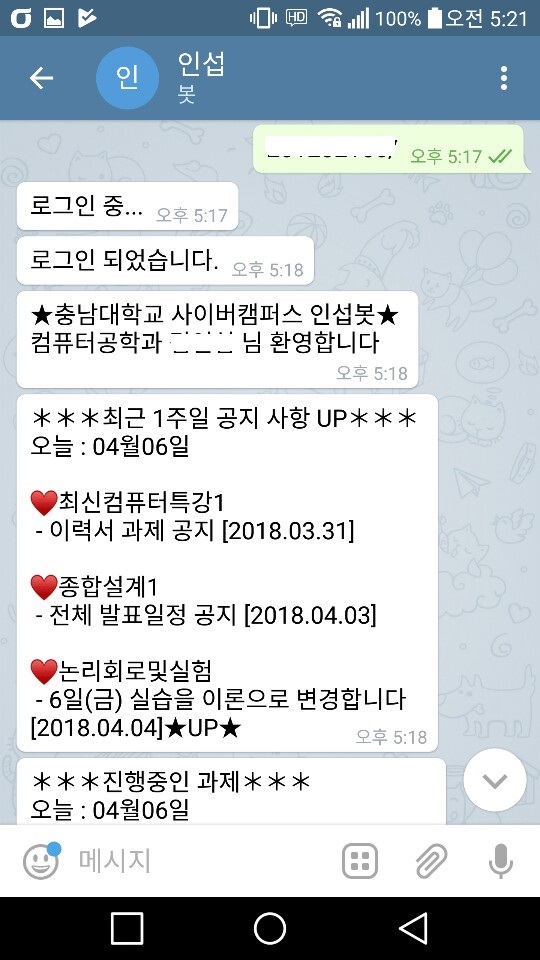 HD 100% 오전 5:21
인 인섭
봇
오후 5:17
로그인 중... 오후 5:17
로그인 되었습니다. 오후 5:18
★충남대학교 사이버캠퍼스 인섭봇★
컴퓨터공학과 님 환영합니다
오후 5:18
***최근 1주일 공지 사항 UP***
오늘 : 04월06일
♥최신컴퓨터특강1
- 이력서 과제 공지 [2018.03.31]
♥종합설계1
- 전체 발표일정 공지 [2018.04.03]
♥논리회로및실험
- 6일(금) 실습을 이론으로 변경합니다
[2018.04.04]★UP★ 오후 5:18
***진행중인 과제***
오늘 : 04월06일
메시지